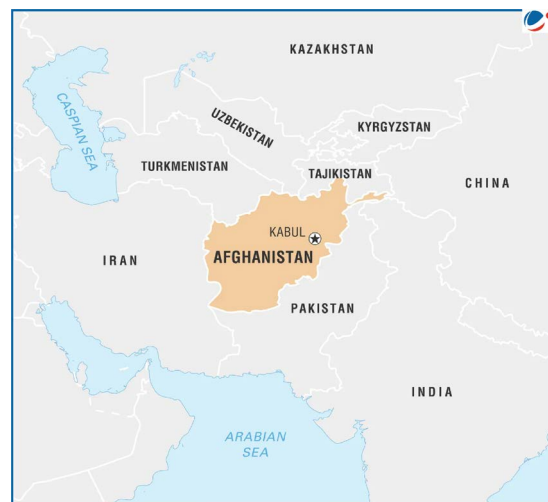 KAZAKHSTAN
CASPIAN SEA
UZBEKISTAN
KYRGYZSTAN
TURKMENISTAN
TAJIKISTAN
CHINA
KABUL
IRAN
AFGHANISTAN
PAKISTAN
INDIA
ARABIAN
SEA